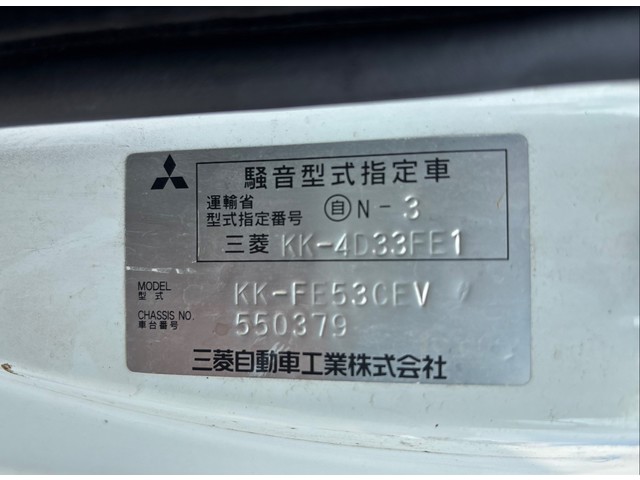 騒音型式指定車
運輸省
型式指定番号 自N-3
三菱 KK-4D33FE1
MODEL
型式
KK-FE53CEV
CHASSIS NO.
車台番号
550379
三菱自動車工業株式会社